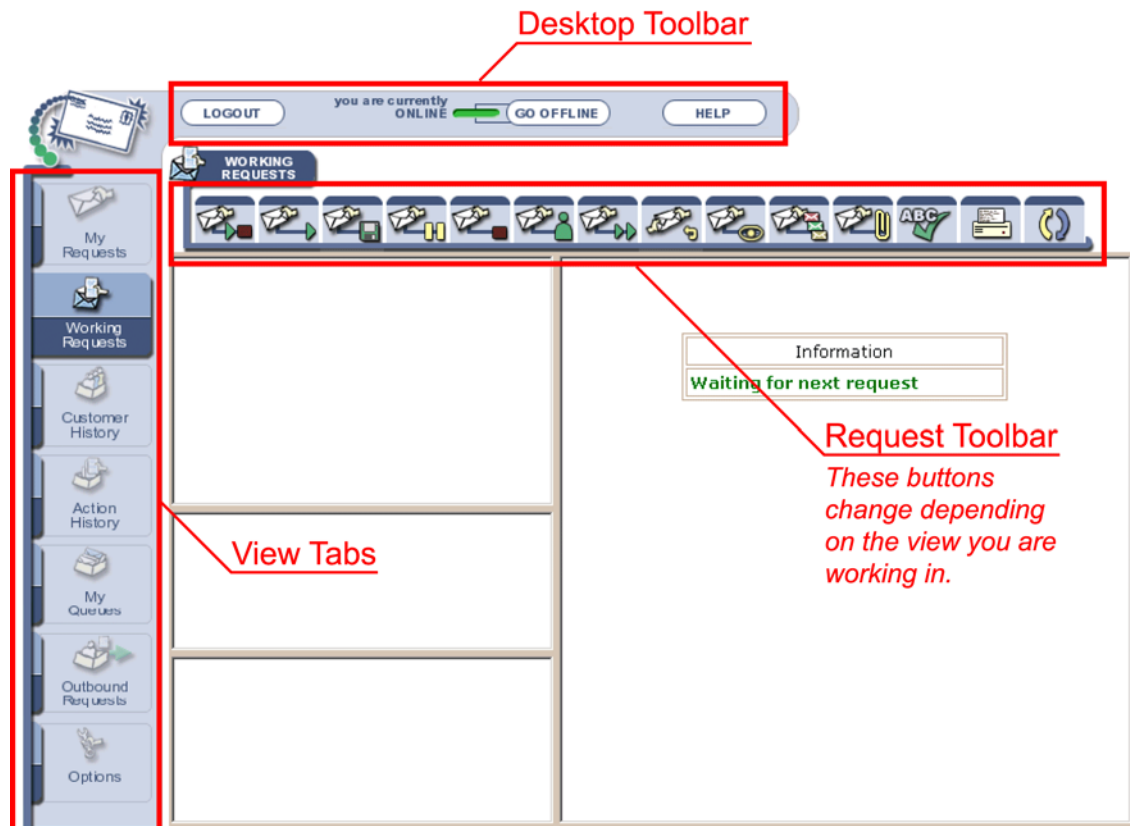 Desktop Toolbar
LOGOUT
you are currently
ONLINE
GO OFFLINE
HELP
WORKING
REQUESTS
ABC
My
Requests
Working
Requests
Customer
History
Action
History
My
Queues
Outbound
Requests
Options
Information
Waiting for next request
Request Toolbar
These buttons
change depending
on the view you are
working in.
View Tabs